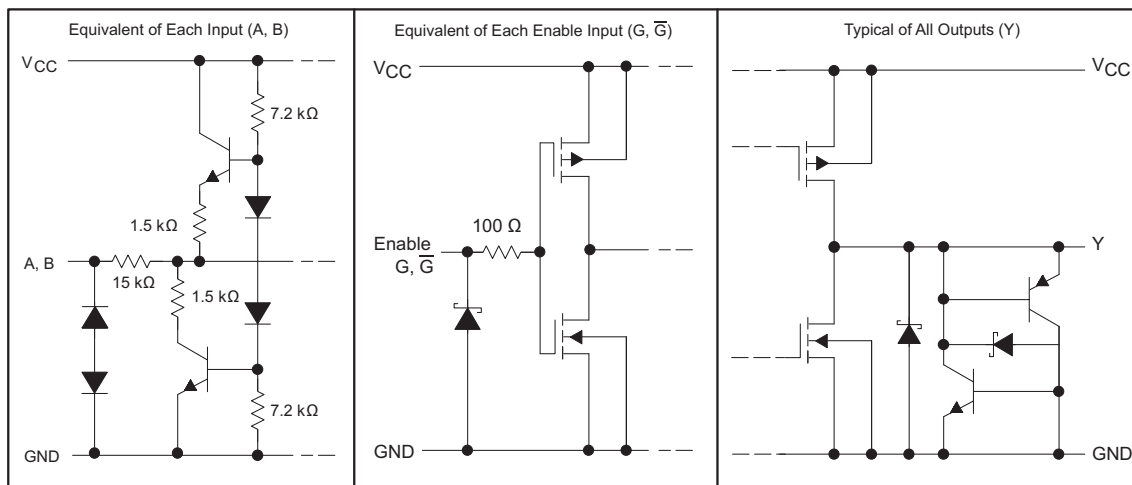 Equivalent of Each Input (A, B)
VCC
7.2 kΩ
1.5 kΩ
A, B
15 kΩ
1.5 kΩ
7.2 kΩ
GND
Equivalent of Each Enable Input (G, G̅)
VCC
100 Ω
Enable
G, G̅
GND
Typical of All Outputs (Y)
VCC
Y
GND